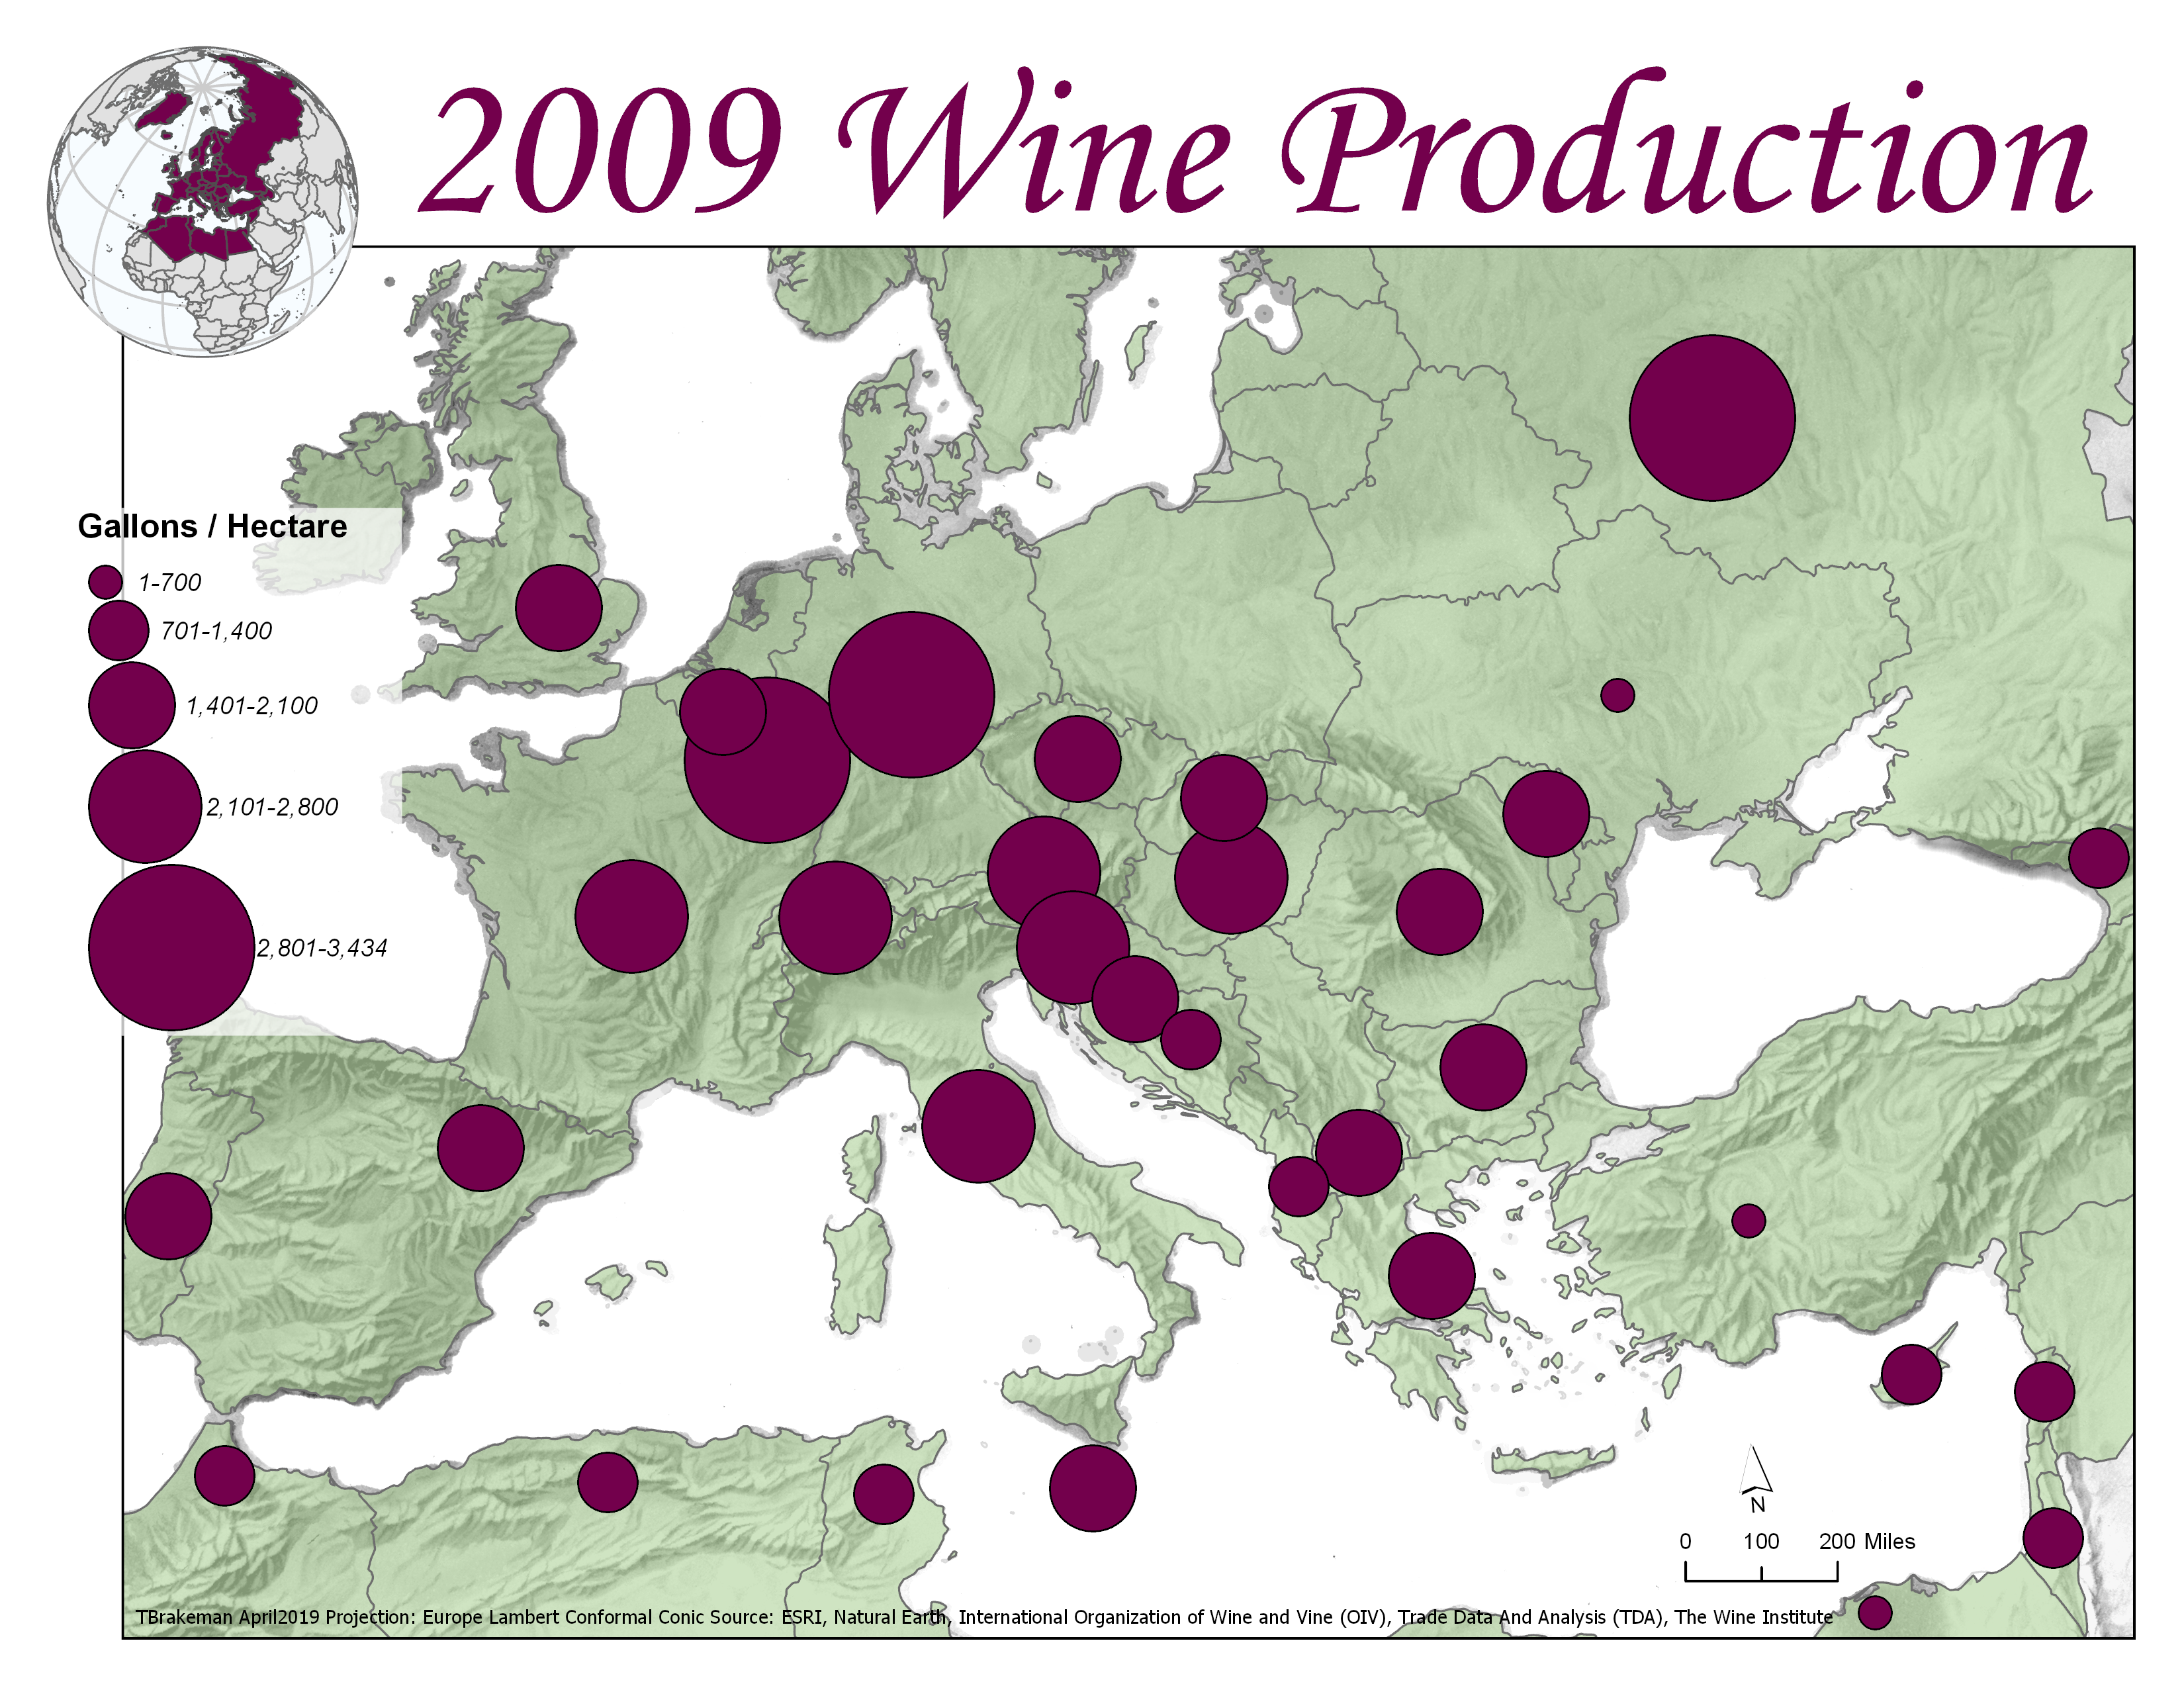 2009 Wine Production
Gallons / Hectare
1-700
701-1,400
1,401-2,100
2,101-2,800
2,801-3,434
N
0 100 200 Miles
TBrakeman April2019 Projection: Europe Lambert Conformal Conic Source: ESRI, Natural Earth, International Organization of Wine and Vine (OIV), Trade Data And Analysis (TDA), The Wine Institute